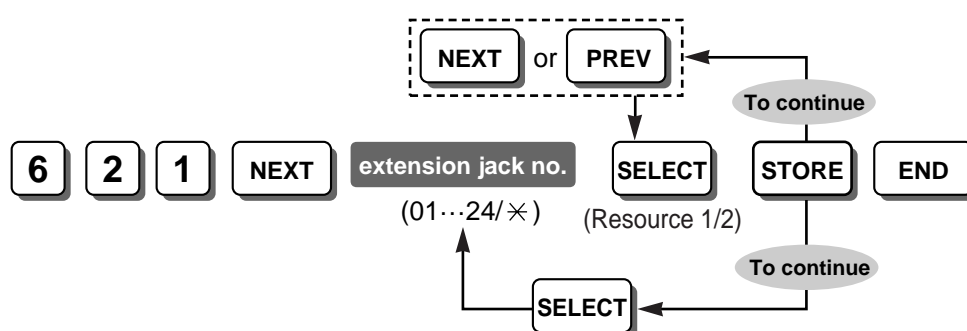 NEXT or PREV
To continue
6 2 1 NEXT extension jack no. SELECT STORE END
(01···24/✳) (Resource 1/2)
To continue
SELECT